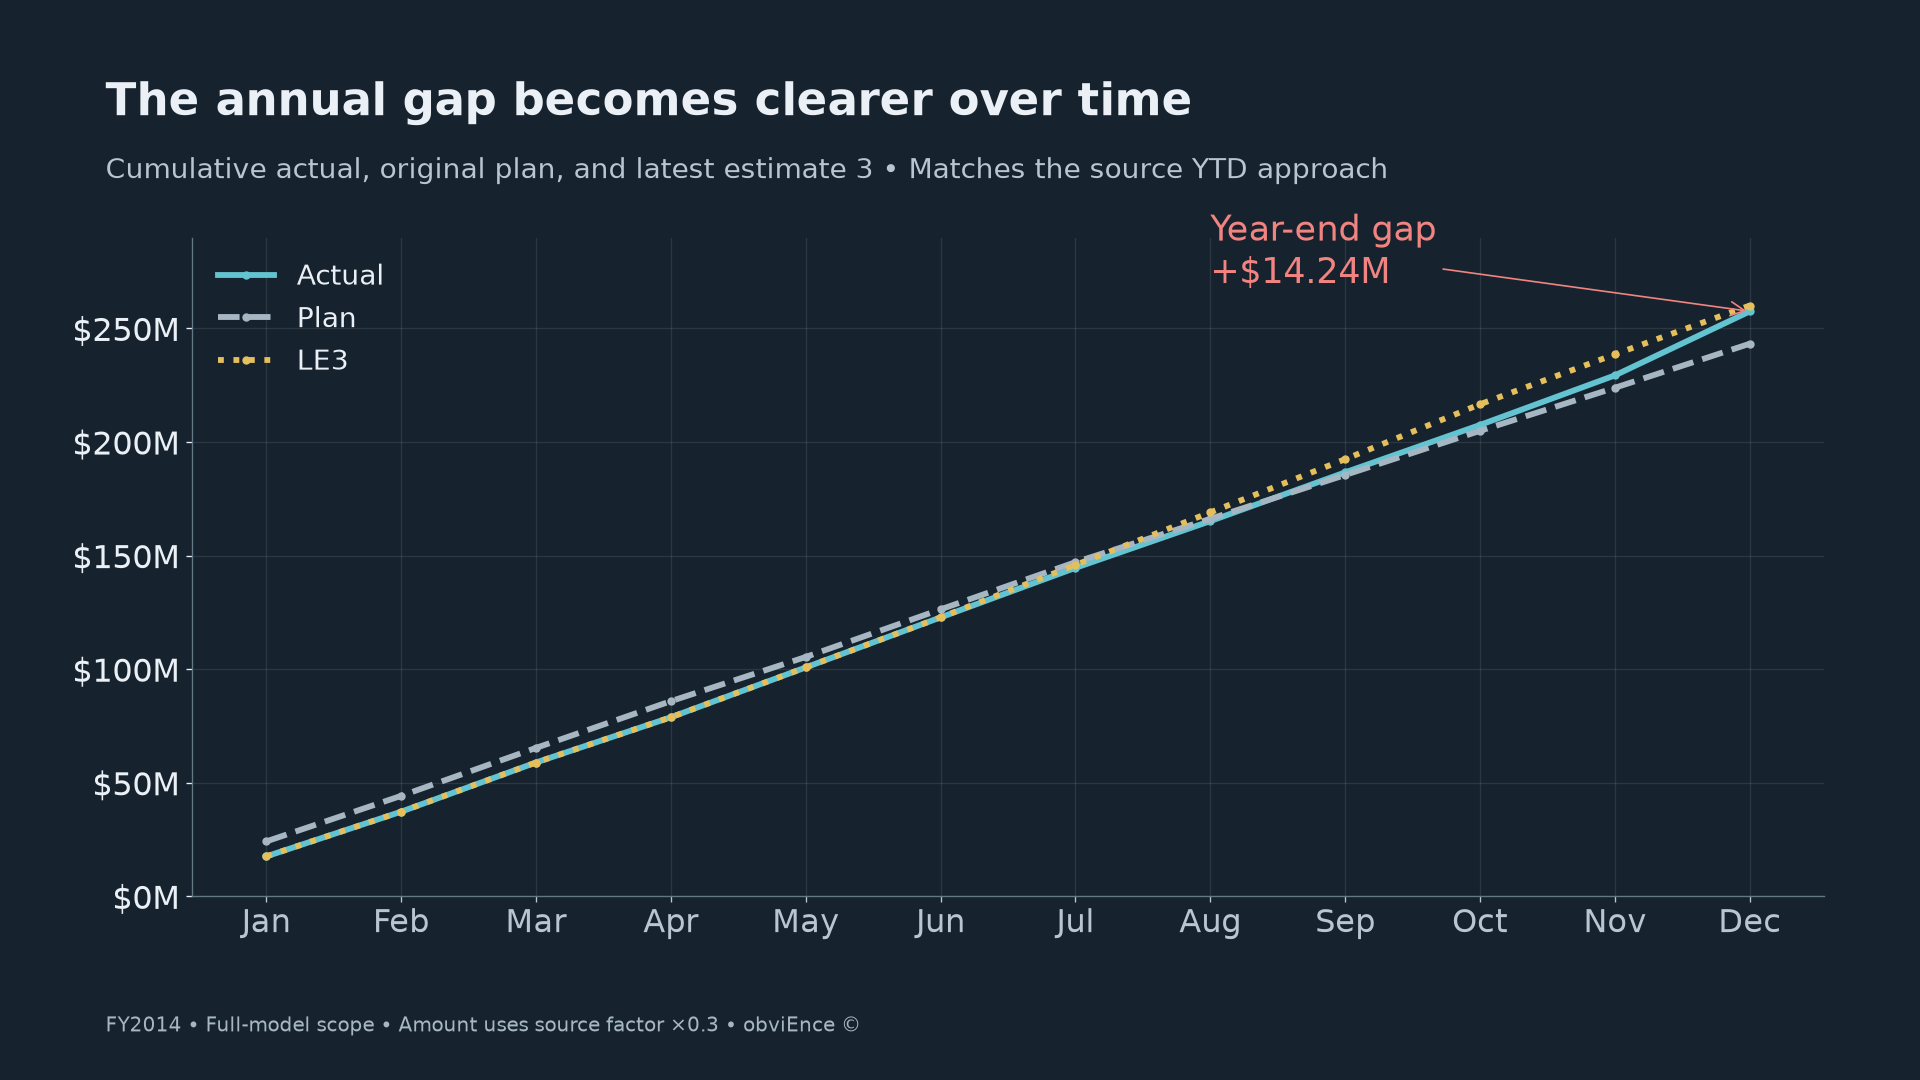 The annual gap becomes clearer over time
Cumulative actual, original plan, and latest estimate 3 • Matches the source YTD approach
Year-end gap
+$14.24M
Actual
Plan
LE3
$250M
$200M
$150M
$100M
$50M
$0M
Jan Feb Mar Apr May Jun Jul Aug Sep Oct Nov Dec
FY2014 • Full-model scope • Amount uses source factor ×0.3 • obviEnce ©